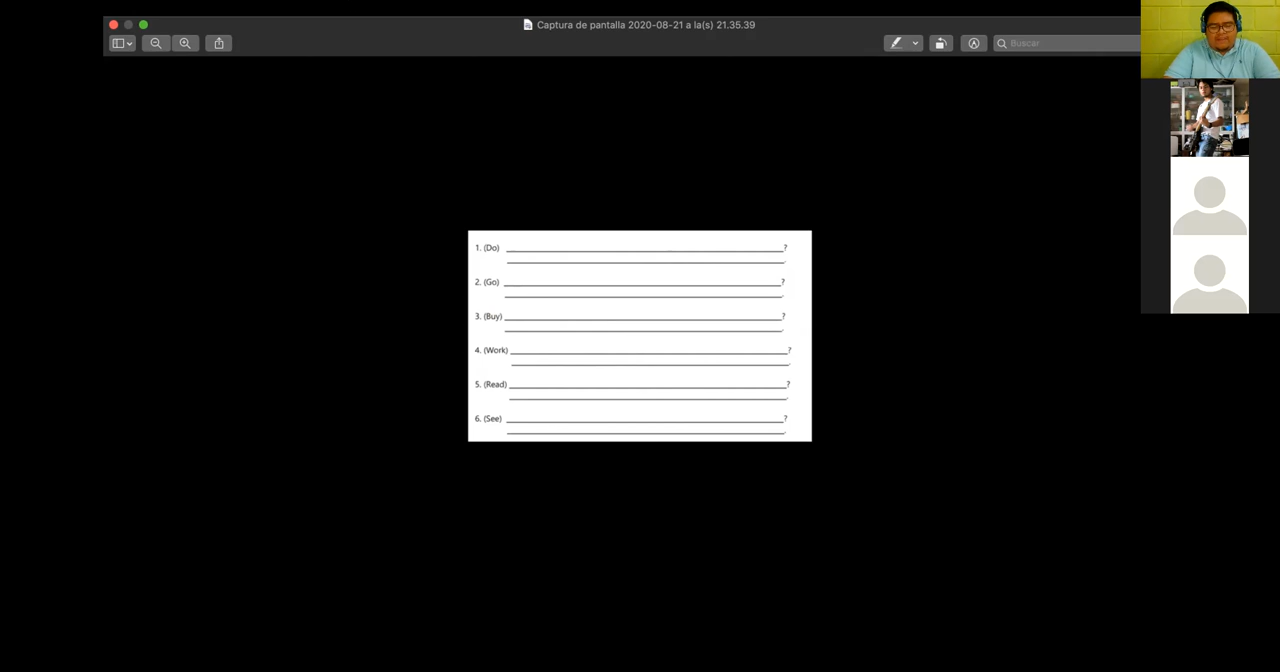 Captura de pantalla 2020-08-21 a la(s) 21.35.39
Buscar
1. (Do) ?
.
2. (Go) ?
.
3. (Buy) ?
.
4. (Work) ?
.
5. (Read) ?
.
6. (See) ?
.